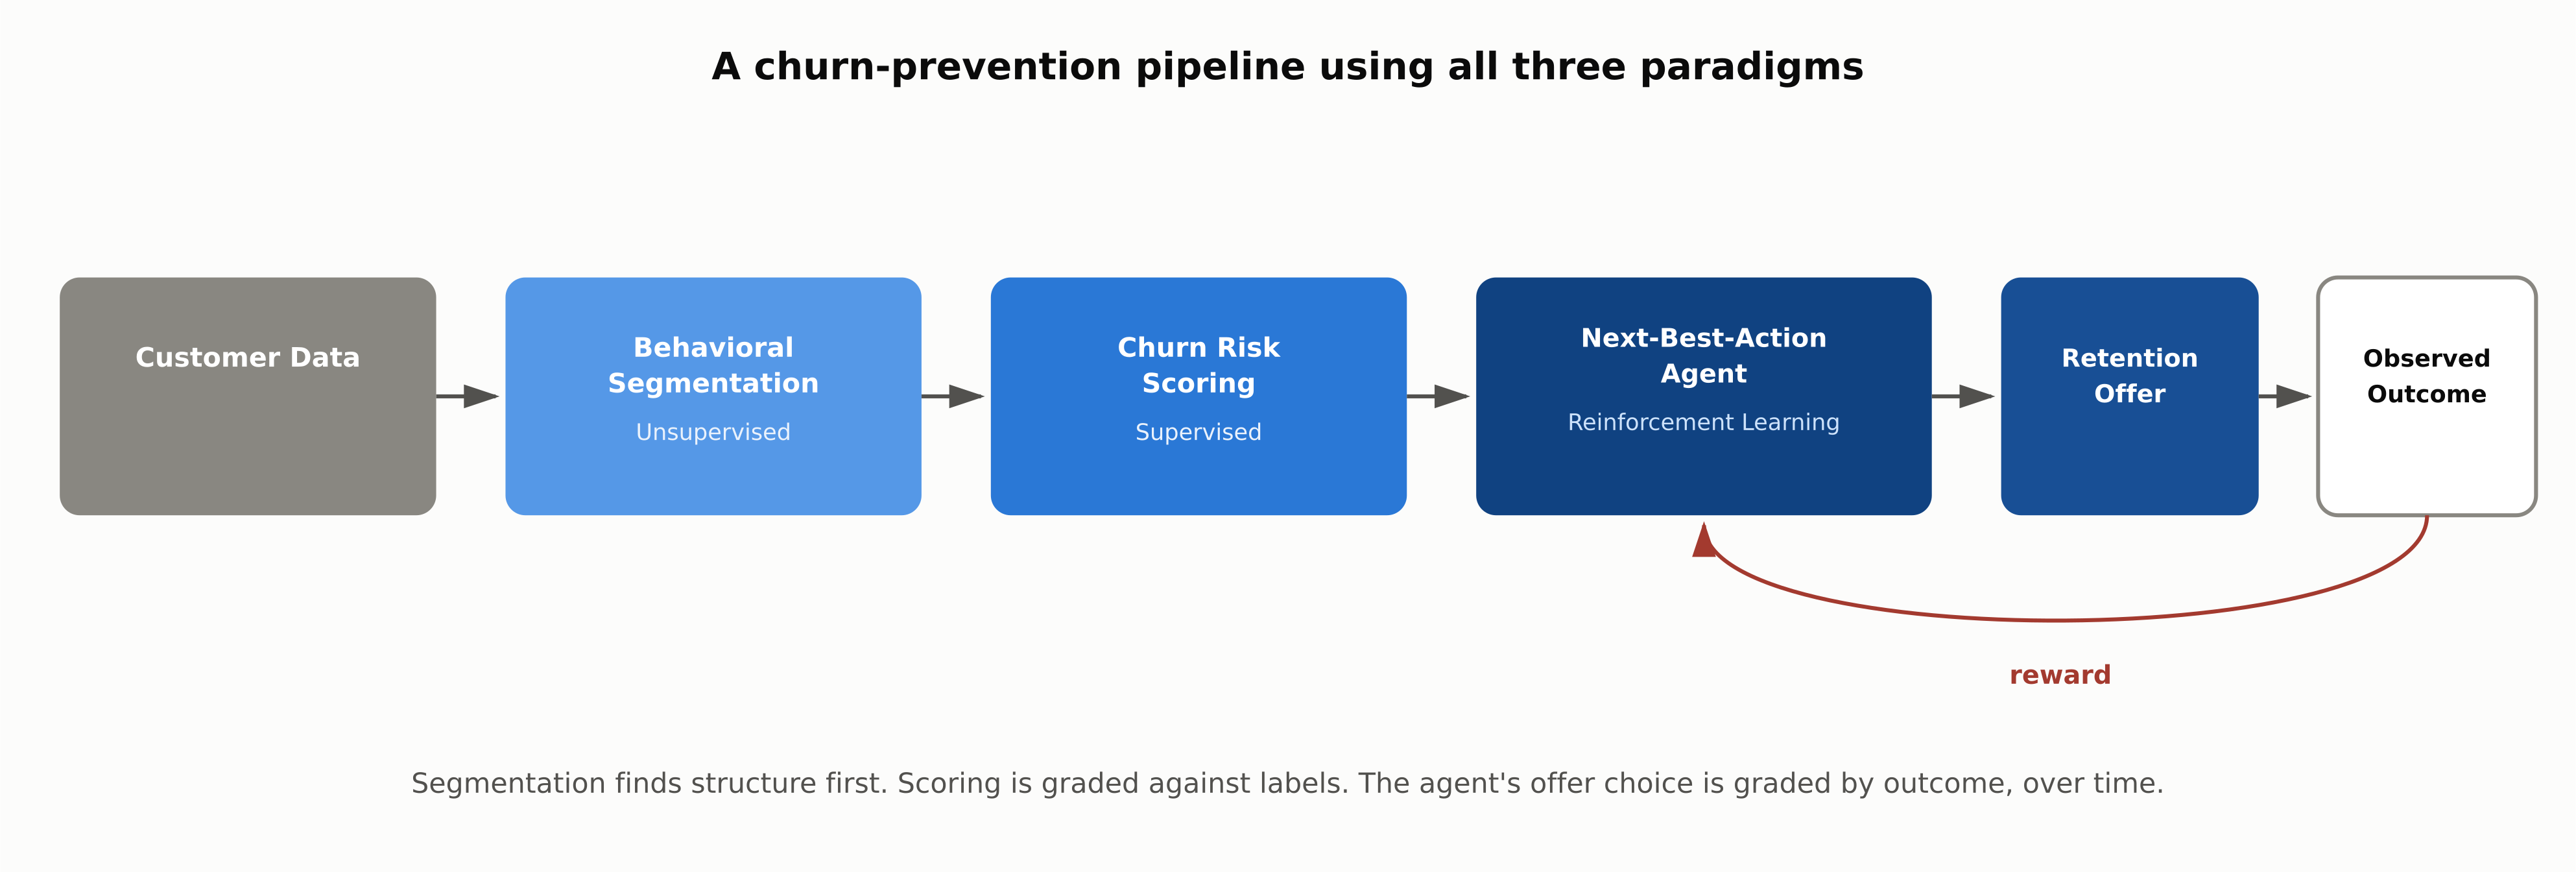 A churn-prevention pipeline using all three paradigms
Customer Data
Behavioral
Segmentation
Unsupervised
Churn Risk
Scoring
Supervised
Next-Best-Action
Agent
Reinforcement Learning
Retention
Offer
Observed
Outcome
reward
Segmentation finds structure first. Scoring is graded against labels. The agent's offer choice is graded by outcome, over time.